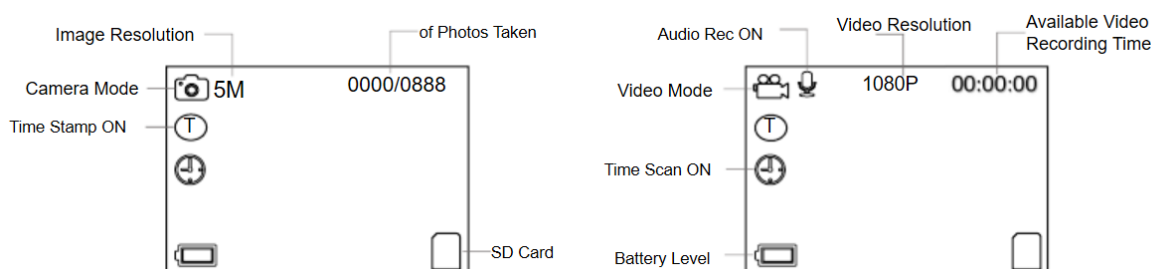 Image Resolution
of Photos Taken
Camera Mode
5M
0000/0888
Time Stamp ON
T
SD Card
Audio Rec ON
Video Resolution
Available Video
Recording Time
Video Mode
1080P
00:00:00
T
Time Scan ON
Battery Level